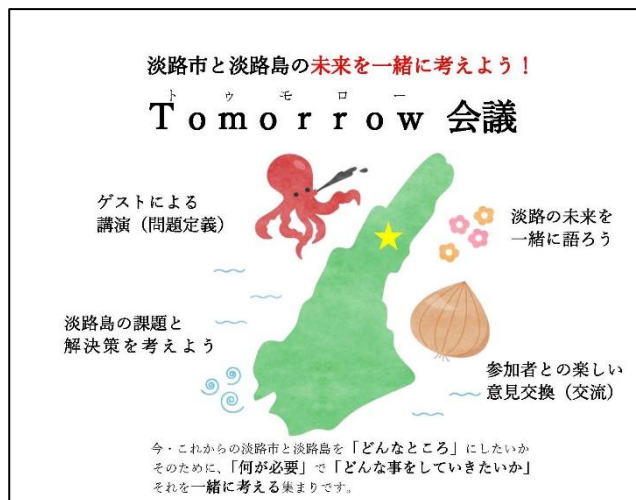 淡路市と淡路島の未来を一緒に考えよう！
トゥモロー
Tomorrow 会議
ゲストによる
講演（問題定義）
淡路の未来を
一緒に語ろう
淡路島の課題と
解決策を考えよう
参加者との楽しい
意見交換（交流）
今・これからの淡路市と淡路島を「どんなところ」にしたいか
そのために、「何が必要」で「どんな事をしていきたいか」
それを一緒に考える集まりです。